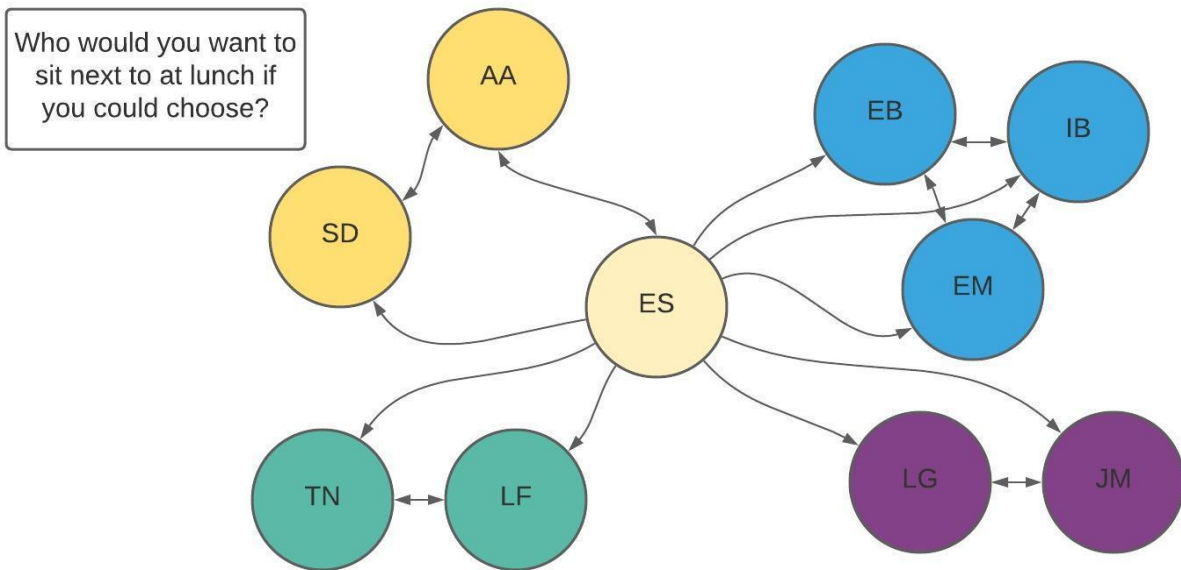 Who would you want to
sit next to at lunch if
you could choose?
AA
EB
IB
SD
EM
ES
TN
LF
LG
JM